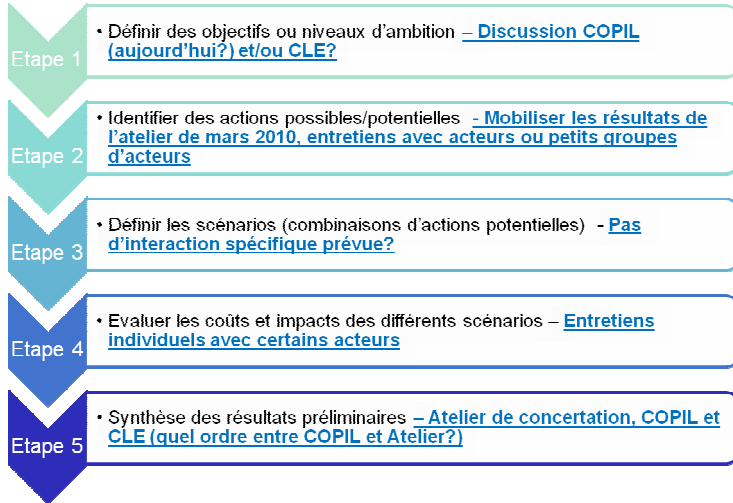 Etape 1
• Définir des objectifs ou niveaux d'ambition – Discussion COPIL
(aujourd'hui?) et/ou CLE?
Etape 2
• Identifier des actions possibles/potentielles - Mobiliser les résultats de
l'atelier de mars 2010, entretiens avec acteurs ou petits groupes
d'acteurs
Etape 3
• Définir les scénarios (combinaisons d'actions potentielles) - Pas
d'interaction spécifique prévue?
Etape 4
• Evaluer les coûts et impacts des différents scénarios – Entretiens
individuels avec certains acteurs
Etape 5
• Synthèse des résultats préliminaires – Atelier de concertation, COPIL et
CLE (quel ordre entre COPIL et Atelier?)